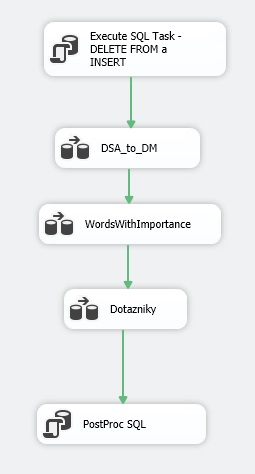 Execute SQL Task -
DELETE FROM a
INSERT
DSA_to_DM
WordsWithImportance
Dotazniky
PostProc SQL